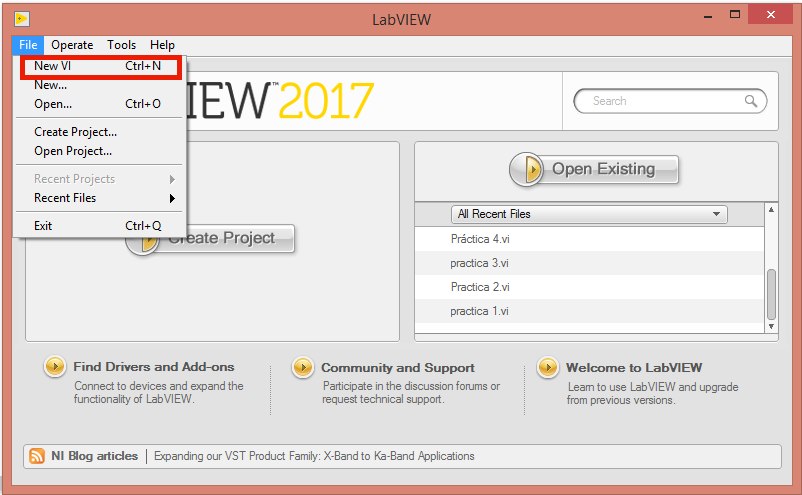 LabVIEW
File Operate Tools Help
New VI Ctrl+N
New...
Open... Ctrl+O
Create Project...
Open Project...
Recent Projects
Recent Files
Exit Ctrl+Q
IEW™ 2017
Search
Create Project
Open Existing
All Recent Files
Práctica 4.vi
practica 3.vi
Practica 2.vi
practica 1.vi
Find Drivers and Add-ons
Connect to devices and expand the
functionality of LabVIEW.
Community and Support
Participate in the discussion forums or
request technical support.
Welcome to LabVIEW
Learn to use LabVIEW and upgrade
from previous versions.
NI Blog articles | Expanding our VST Product Family: X-Band to Ka-Band Applications